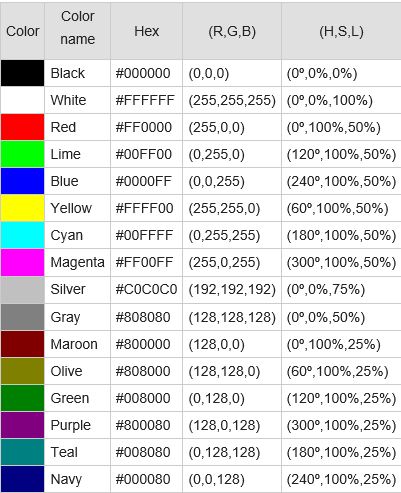 Color Color name Hex (R,G,B) (H,S,L)
Black #000000 (0,0,0) (0º,0%,0%)
White #FFFFFF (255,255,255) (0º,0%,100%)
Red #FF0000 (255,0,0) (0º,100%,50%)
Lime #00FF00 (0,255,0) (120º,100%,50%)
Blue #0000FF (0,0,255) (240º,100%,50%)
Yellow #FFFF00 (255,255,0) (60º,100%,50%)
Cyan #00FFFF (0,255,255) (180º,100%,50%)
Magenta #FF00FF (255,0,255) (300º,100%,50%)
Silver #C0C0C0 (192,192,192) (0º,0%,75%)
Gray #808080 (128,128,128) (0º,0%,50%)
Maroon #800000 (128,0,0) (0º,100%,25%)
Olive #808000 (128,128,0) (60º,100%,25%)
Green #008000 (0,128,0) (120º,100%,25%)
Purple #800080 (128,0,128) (300º,100%,25%)
Teal #008080 (0,128,128) (180º,100%,25%)
Navy #000080 (0,0,128) (240º,100%,25%)